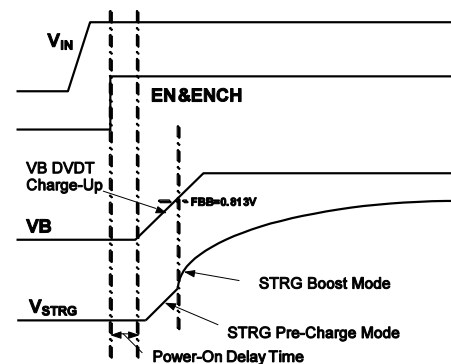 VIN
EN&ENCH
VB DVDT
Charge-Up
FBB=0.813V
VB
STRG Boost Mode
VSTRG
STRG Pre-Charge Mode
Power-On Delay Time